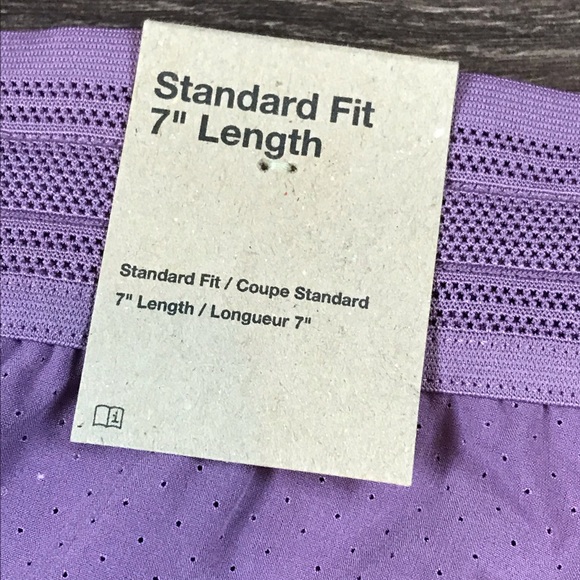 Standard Fit
7" Length
Standard Fit / Coupe Standard
7" Length / Longueur 7"
i